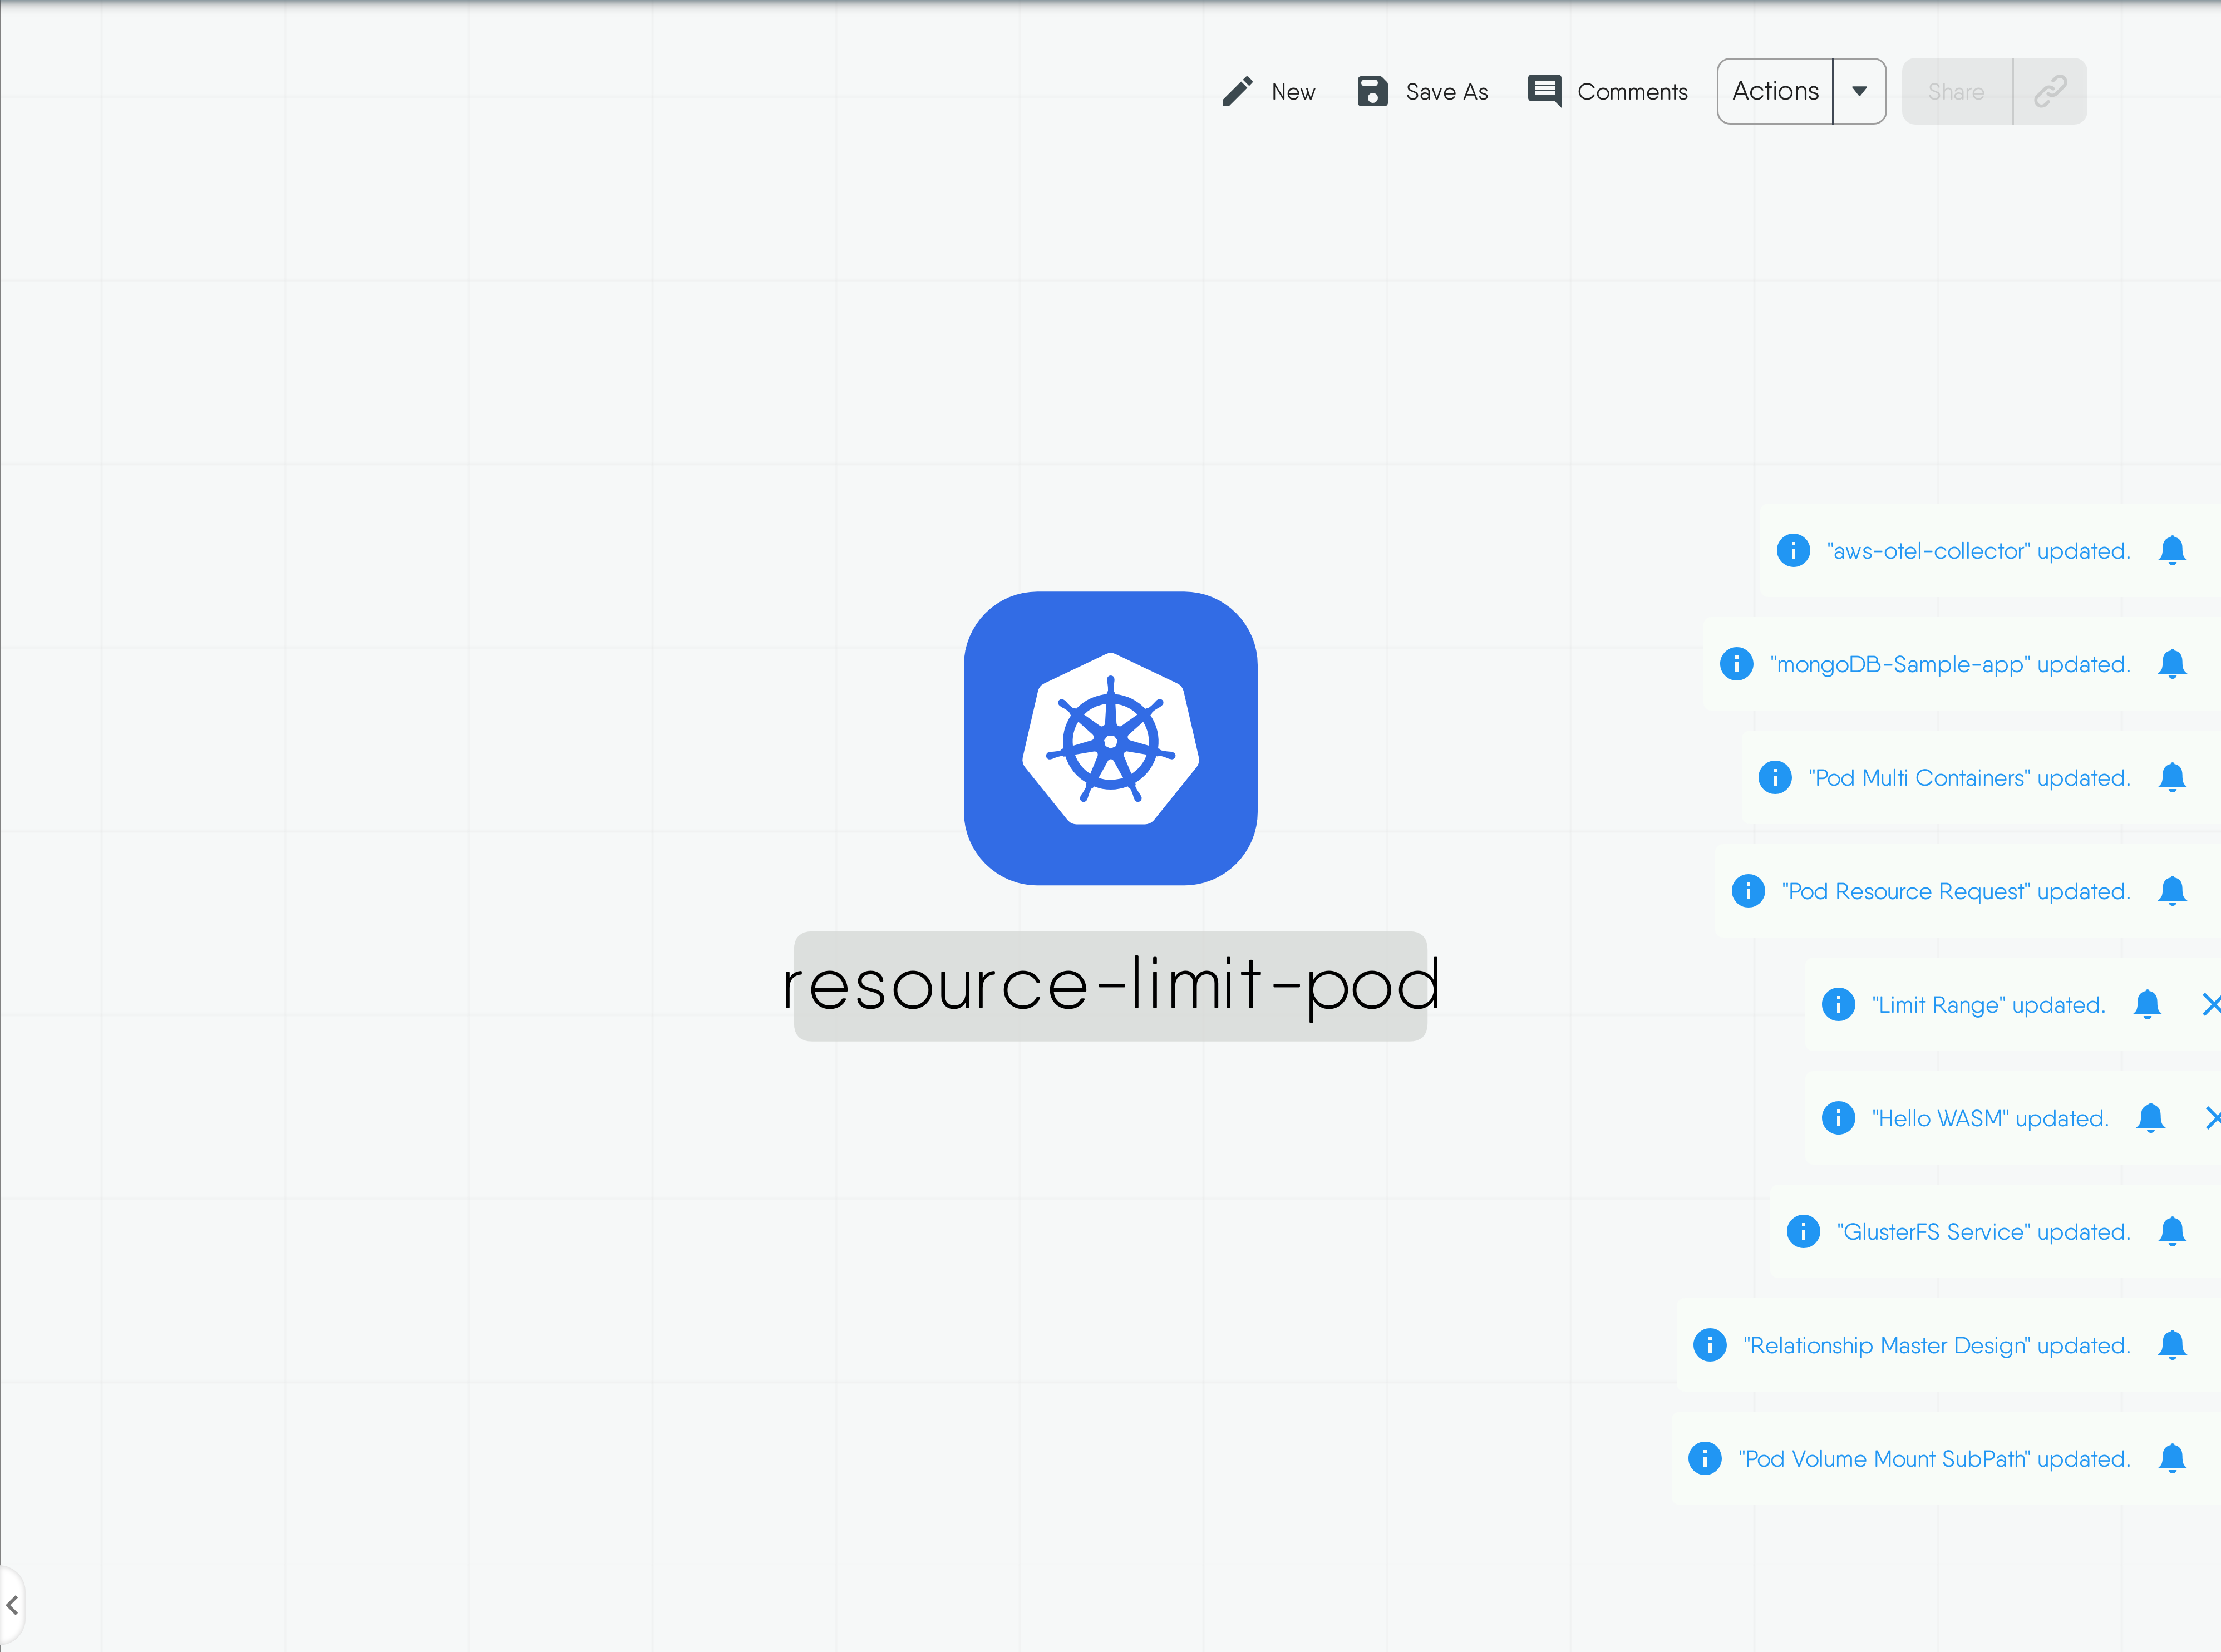 New Save As Comments Actions Share
"aws-otel-collector" updated.
"mongoDB-Sample-app" updated.
"Pod Multi Containers" updated.
"Pod Resource Request" updated.
resource-limit-pod
"Limit Range" updated.
"Hello WASM" updated.
"GlusterFS Service" updated.
"Relationship Master Design" updated.
"Pod Volume Mount SubPath" updated.